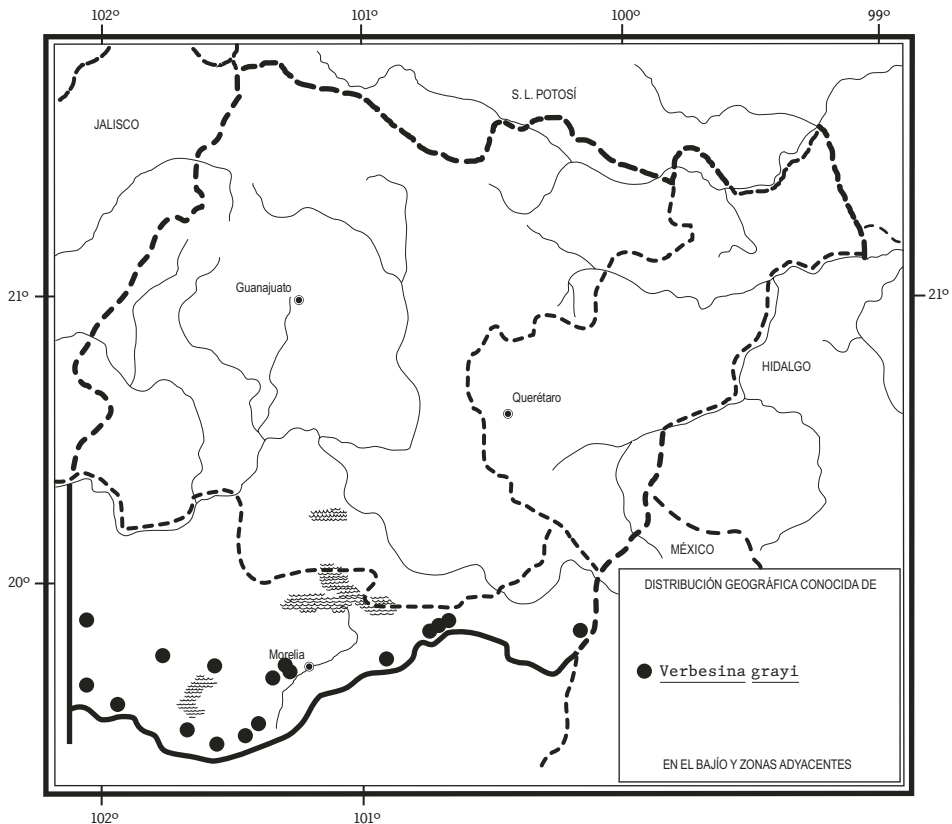 102º 101º 100º 99º
S. L. POTOSÍ
JALISCO
Guanajuato
21º 21º
HIDALGO
Querétaro
MÉXICO
20º
DISTRIBUCIÓN GEOGRÁFICA CONOCIDA DE
Morelia
Verbesina grayi
EN EL BAJÍO Y ZONAS ADYACENTES
102º 101º